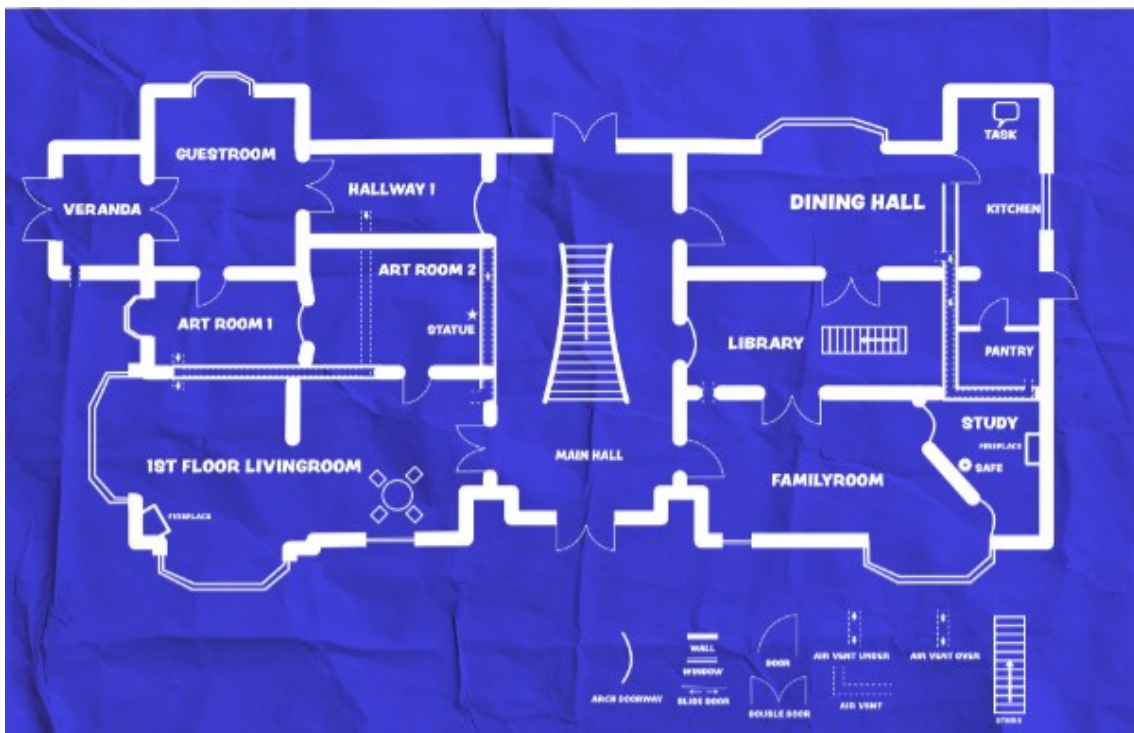 TASK
GUESTROOM
HALLWAY 1
VERANDA
DINING HALL
KITCHEN
ART ROOM 2
ART ROOM 1
STATUE
LIBRARY
PANTRY
STUDY
FIREPLACE
SAFE
MAIN HALL
1ST FLOOR LIVINGROOM
FAMILYROOM
FIREPLACE
WALL
WINDOW
SLIDE DOOR
ARCH DOORWAY
DOOR
DOUBLE DOOR
AIR VENT UNDER
AIR VENT OVER
AIR VENT
STAIRS